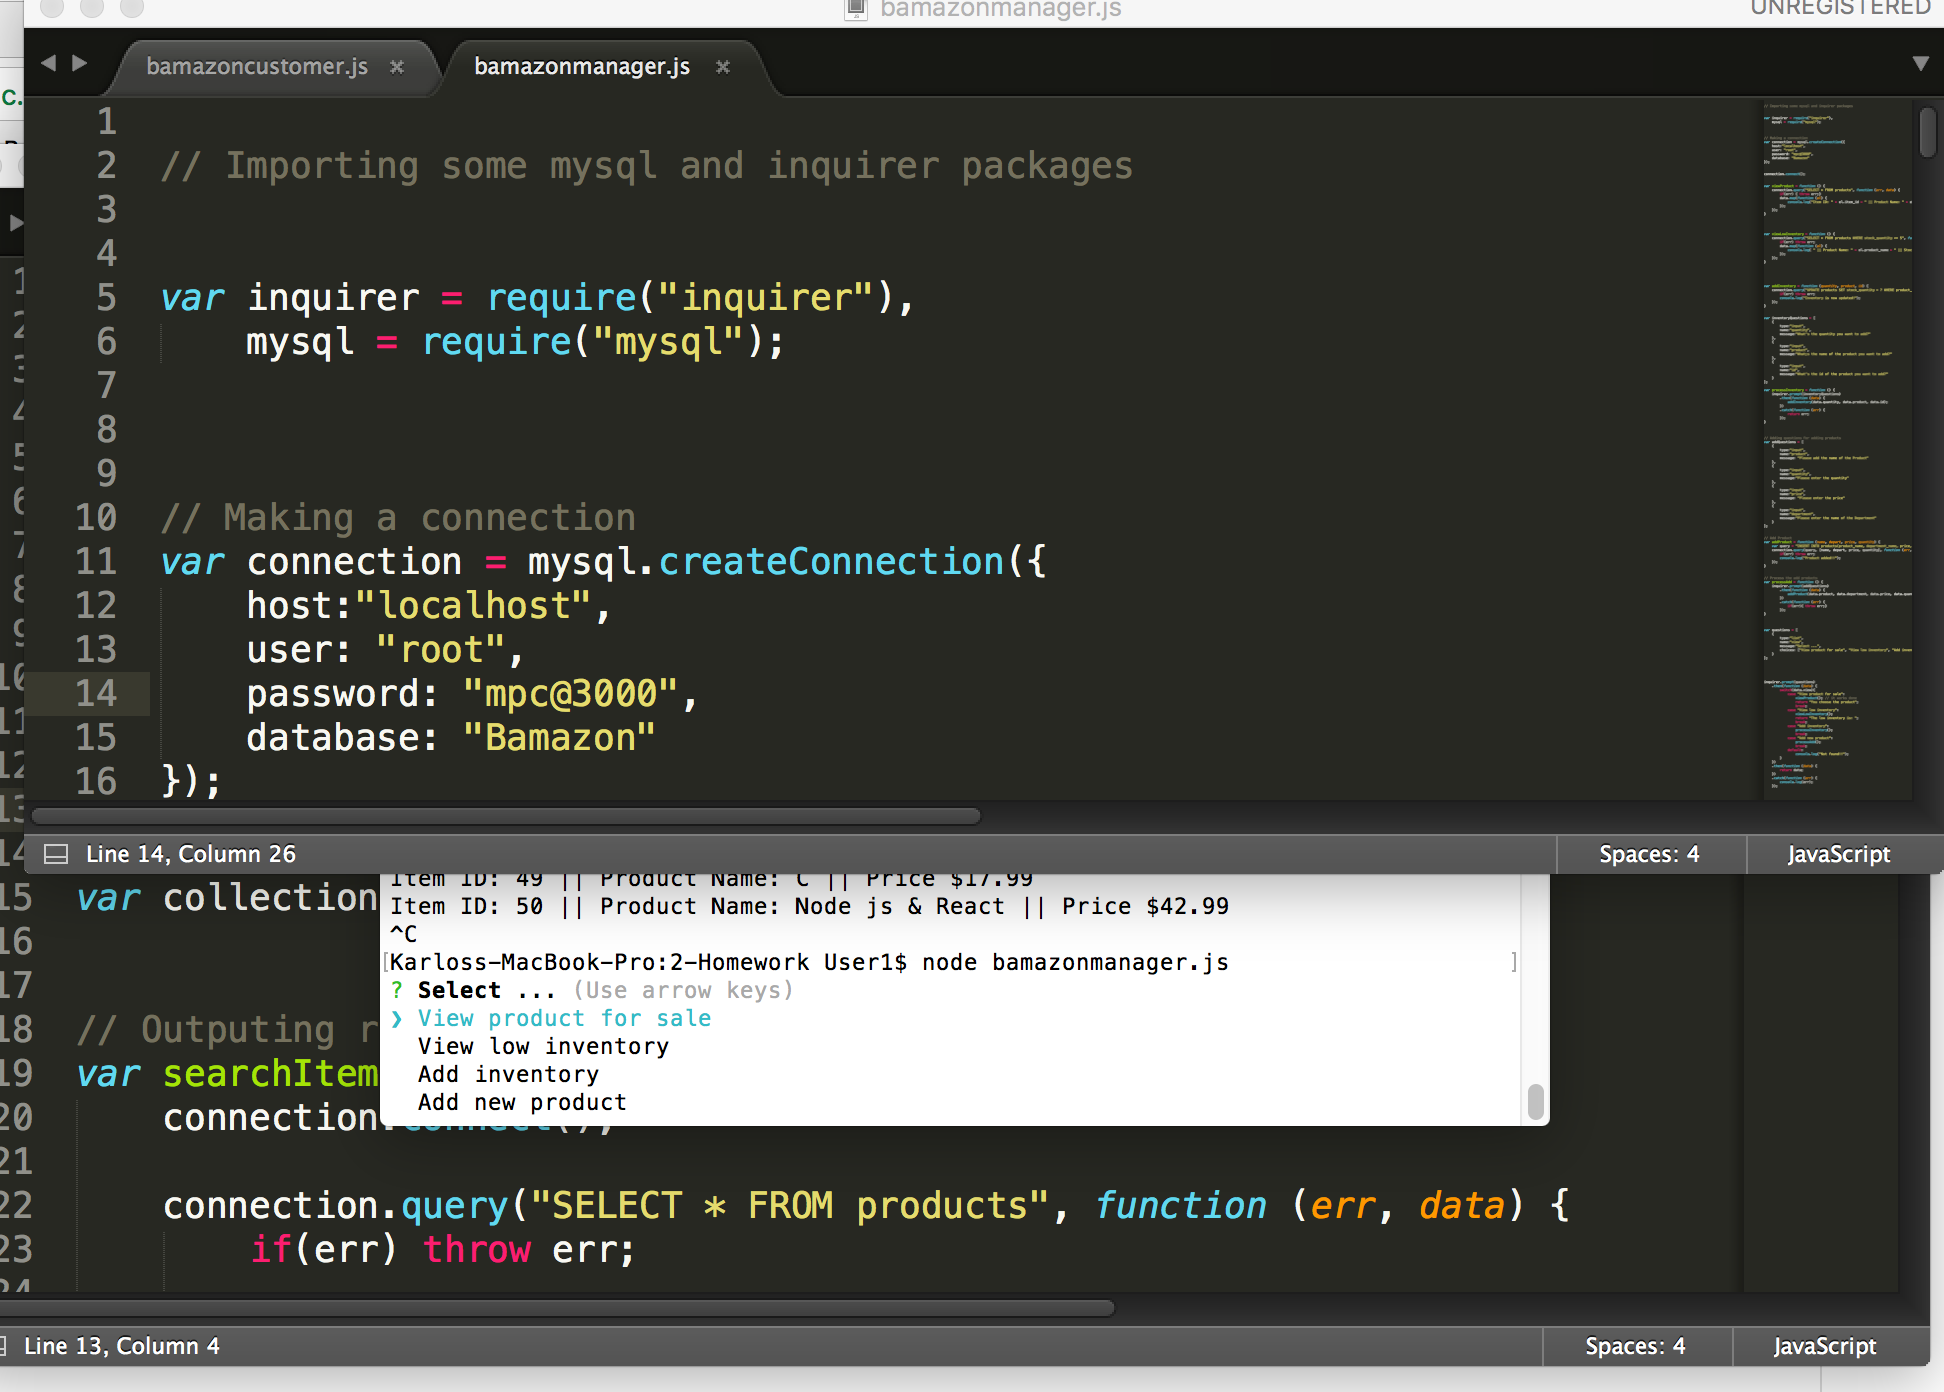 bamazonmanager.js
UNREGISTERED
bamazoncustomer.js ×
bamazonmanager.js ×
1
2 // Importing some mysql and inquirer packages
3
4
5 var inquirer = require("inquirer"),
6 mysql = require("mysql");
7
8
9
10 // Making a connection
11 var connection = mysql.createConnection({
12 host:"localhost",
13 user: "root",
14 password: "mpc@3000",
15 database: "Bamazon"
16 });
Line 14, Column 26
Spaces: 4
JavaScript
Item ID: 49 || Product Name: C || Price $17.99
Item ID: 50 || Product Name: Node js & React || Price $42.99
^C
[Karloss-MacBook-Pro:2-Homework User1$ node bamazonmanager.js ]
? Select ... (Use arrow keys)
❯ View product for sale
View low inventory
Add inventory
Add new product
15 var collection
16
17
18 // Outputing r
19 var searchItem
20 connection.connect();
21
22 connection.query("SELECT * FROM products", function (err, data) {
23 if(err) throw err;
24
Line 13, Column 4
Spaces: 4
JavaScript